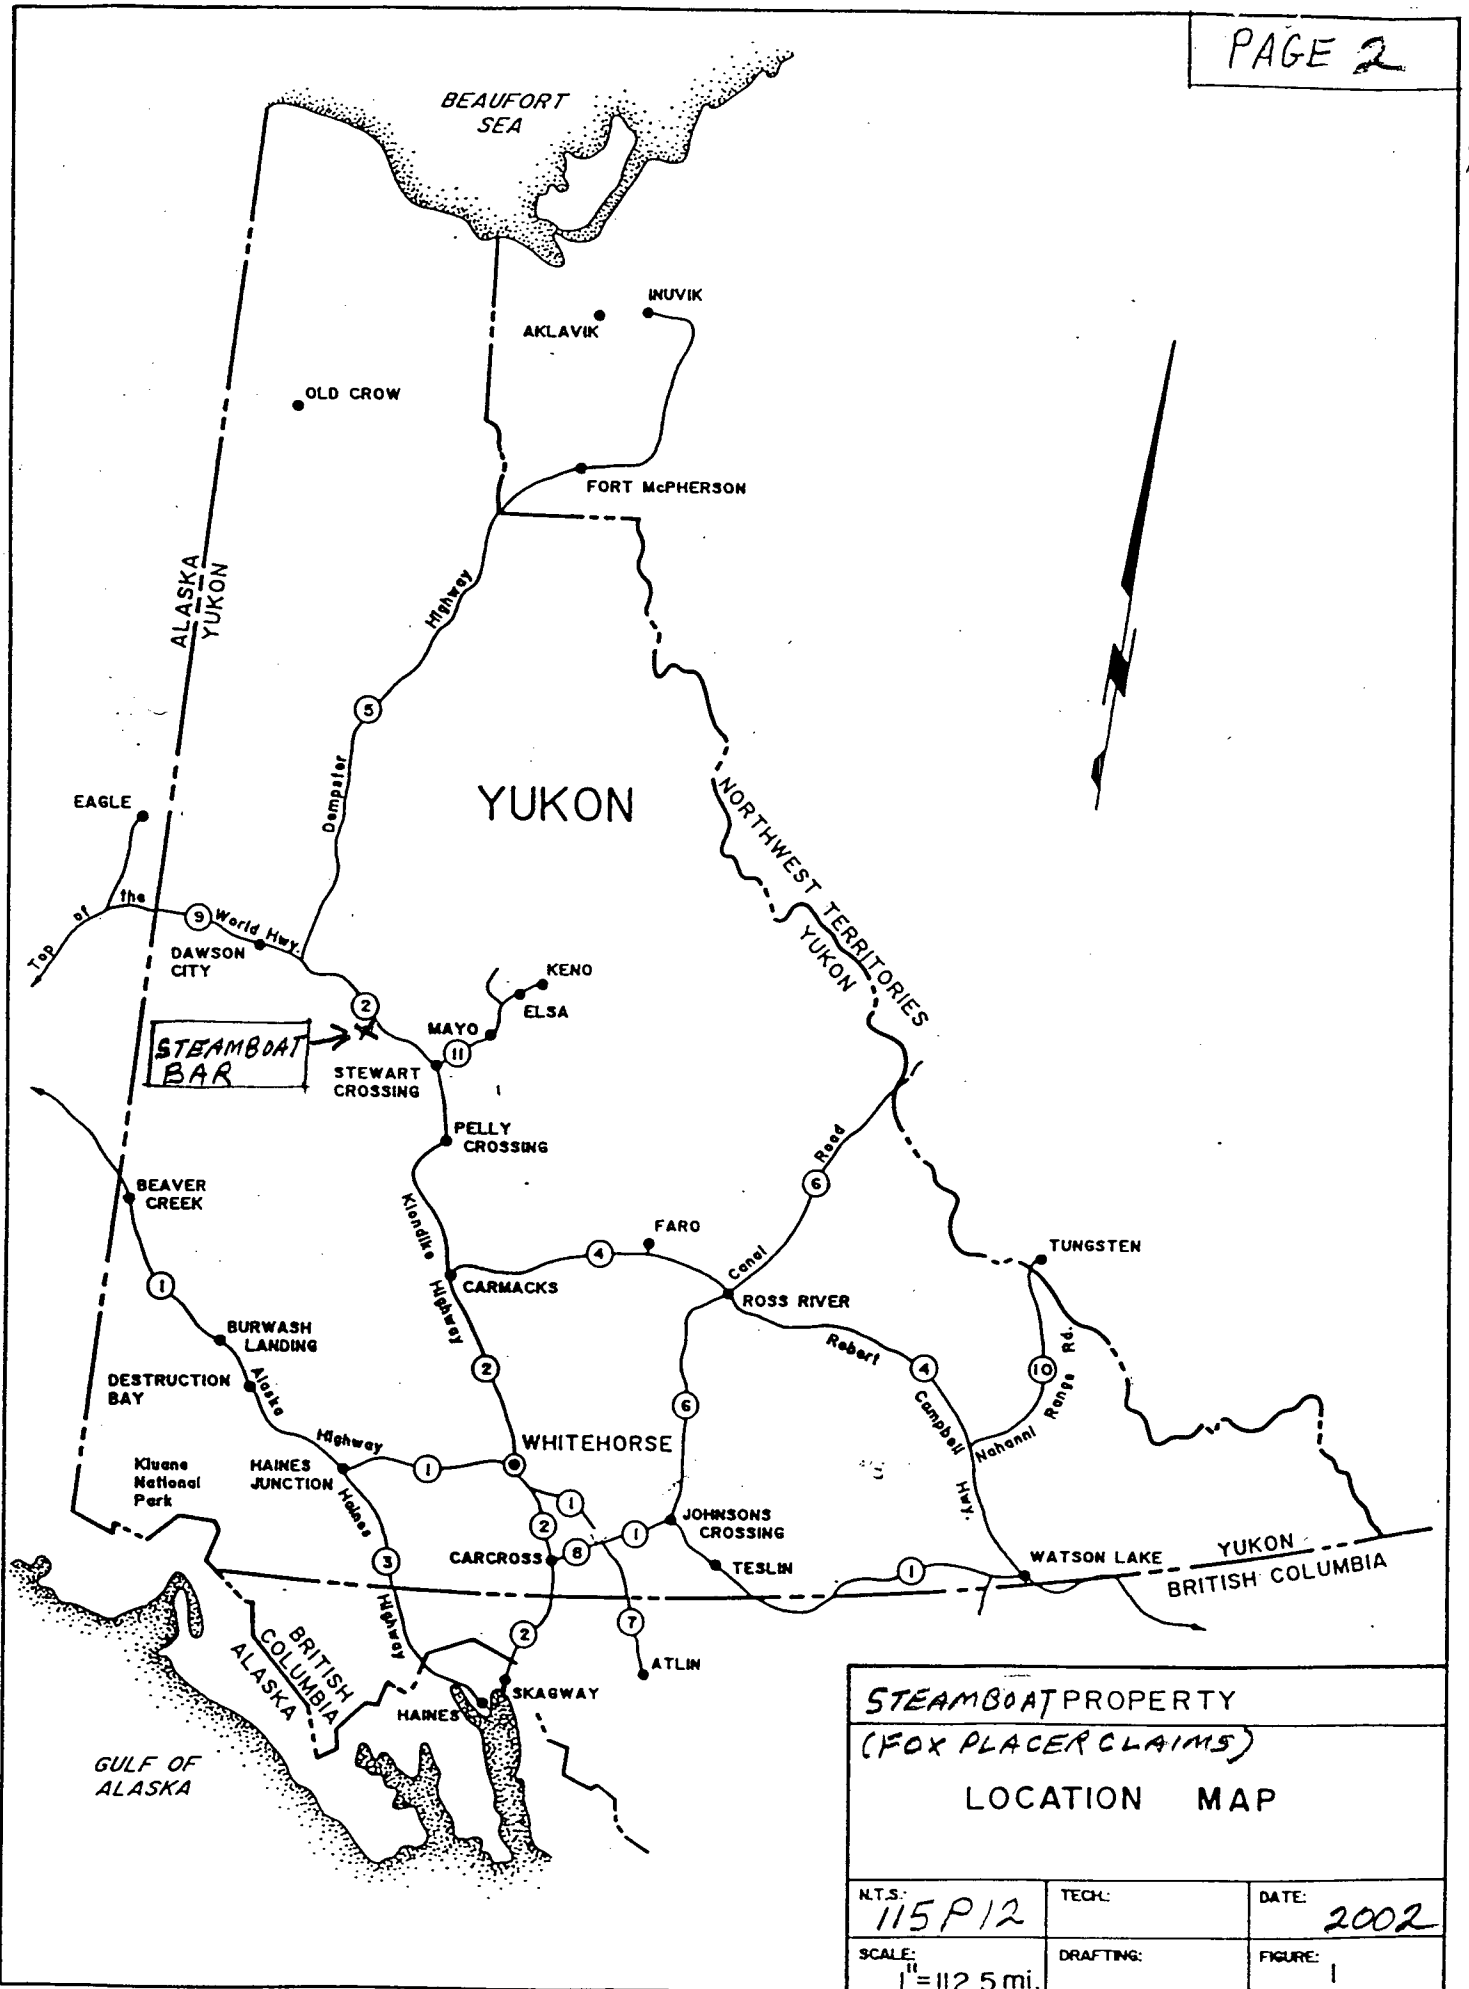 PAGE 2
BEAUFORT
SEA
INUVIK
AKLAVIK
OLD CROW
FORT McPHERSON
ALASKA
YUKON
Highway
5
Dempster
YUKON
EAGLE
NORTHWEST TERRITORIES
YUKON
Top of the World Hwy.
9
DAWSON
CITY
KENO
ELSA
2
MAYO
11
STEAMBOAT
BAR
STEWART
CROSSING
PELLY
CROSSING
BEAVER
CREEK
Klondike
Highway
Canol
Road
6
FARO
4
TUNGSTEN
1
CARMACKS
ROSS RIVER
BURWASH
LANDING
Robert
Campbell
Hwy.
4
10
Nahanni
Range
Rd.
DESTRUCTION
BAY
Alaska
Highway
2
6
WHITEHORSE
Kluane
National
Park
HAINES
JUNCTION
1
Haines
Highway
1
2
JOHNSONS
CROSSING
1
8
CARCROSS
3
TESLIN
1
WATSON LAKE
YUKON
BRITISH COLUMBIA
2
7
BRITISH
COLUMBIA
ALASKA
ATLIN
SKAGWAY
HAINES
GULF OF
ALASKA
STEAMBOAT PROPERTY
(FOX PLACER CLAIMS)
LOCATION MAP
N.T.S.: 115 P/12
TECH.:
DATE: 2002
SCALE: 1"=112.5 mi.
DRAFTING:
FIGURE: 1